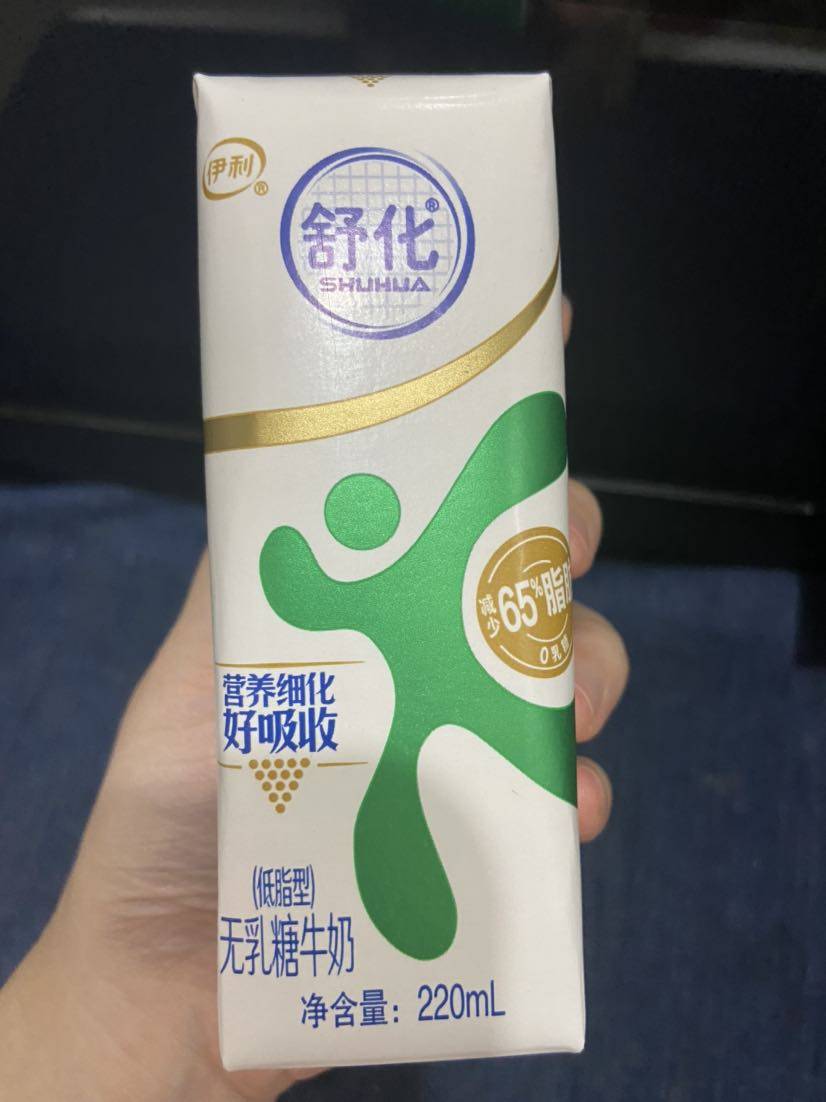 伊利®
舒化®
SHUHUA
减少65%脂肪
0乳糖
营养细化
好吸收
(低脂型)
无乳糖牛奶
净含量：220mL